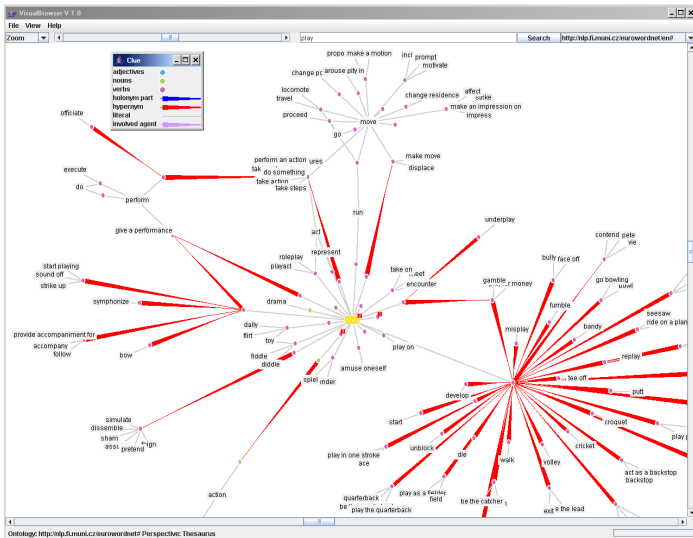 VisualBrowser V 1.0
File View Help
Zoom
play
Search
http://nlp.fi.muni.cz/eurowordnet/en#
Clue
adjectives
nouns
verbs
holonym part
hypernym
literal
involved agent
make a motion
prompt
motivate
arouse pity in
locomote
travel
proceed
go
move
change residence
affect
strike
make an impression on
impress
officiate
perform an action
do something
take action
take steps
make move
displace
execute
do
perform
run
give a performance
act
represent
roleplay
playact
take on
encounter
underplay
contend
vie
bully
face off
start playing
sound off
strike up
symphonize
drama
gamble
go bowling
fumble
bandy
seesaw
ride on a plan
provide accompaniment for
accompany
follow
bow
dally
flirt
toy
fiddle
diddle
play on
misplay
replay
amuse oneself
spiel
tee off
putt
develop
start
croquet
simulate
dissemble
sham
pretend
unblock
die
cricket
play in one stroke
ace
walk
volley
act as a backstop
backstop
action
quarterback
play the quarterback
play as a fielder
field
be the catcher
exit
e the lead
Ontology: http://nlp.fi.muni.cz/eurowordnet# Perspective: Thesaurus